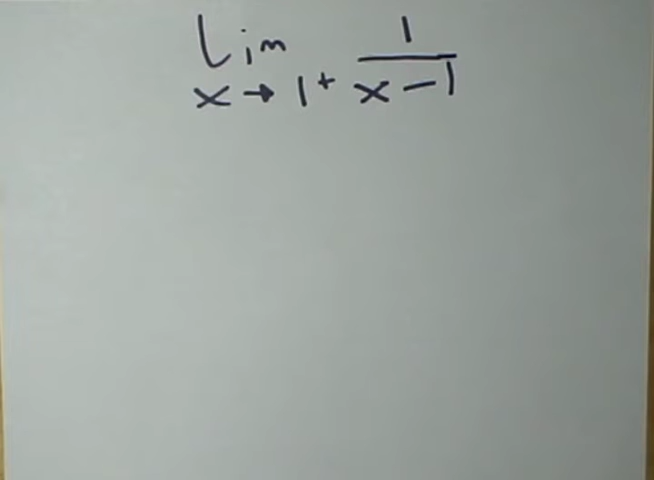 Lim 1
x → 1⁺ x - 1